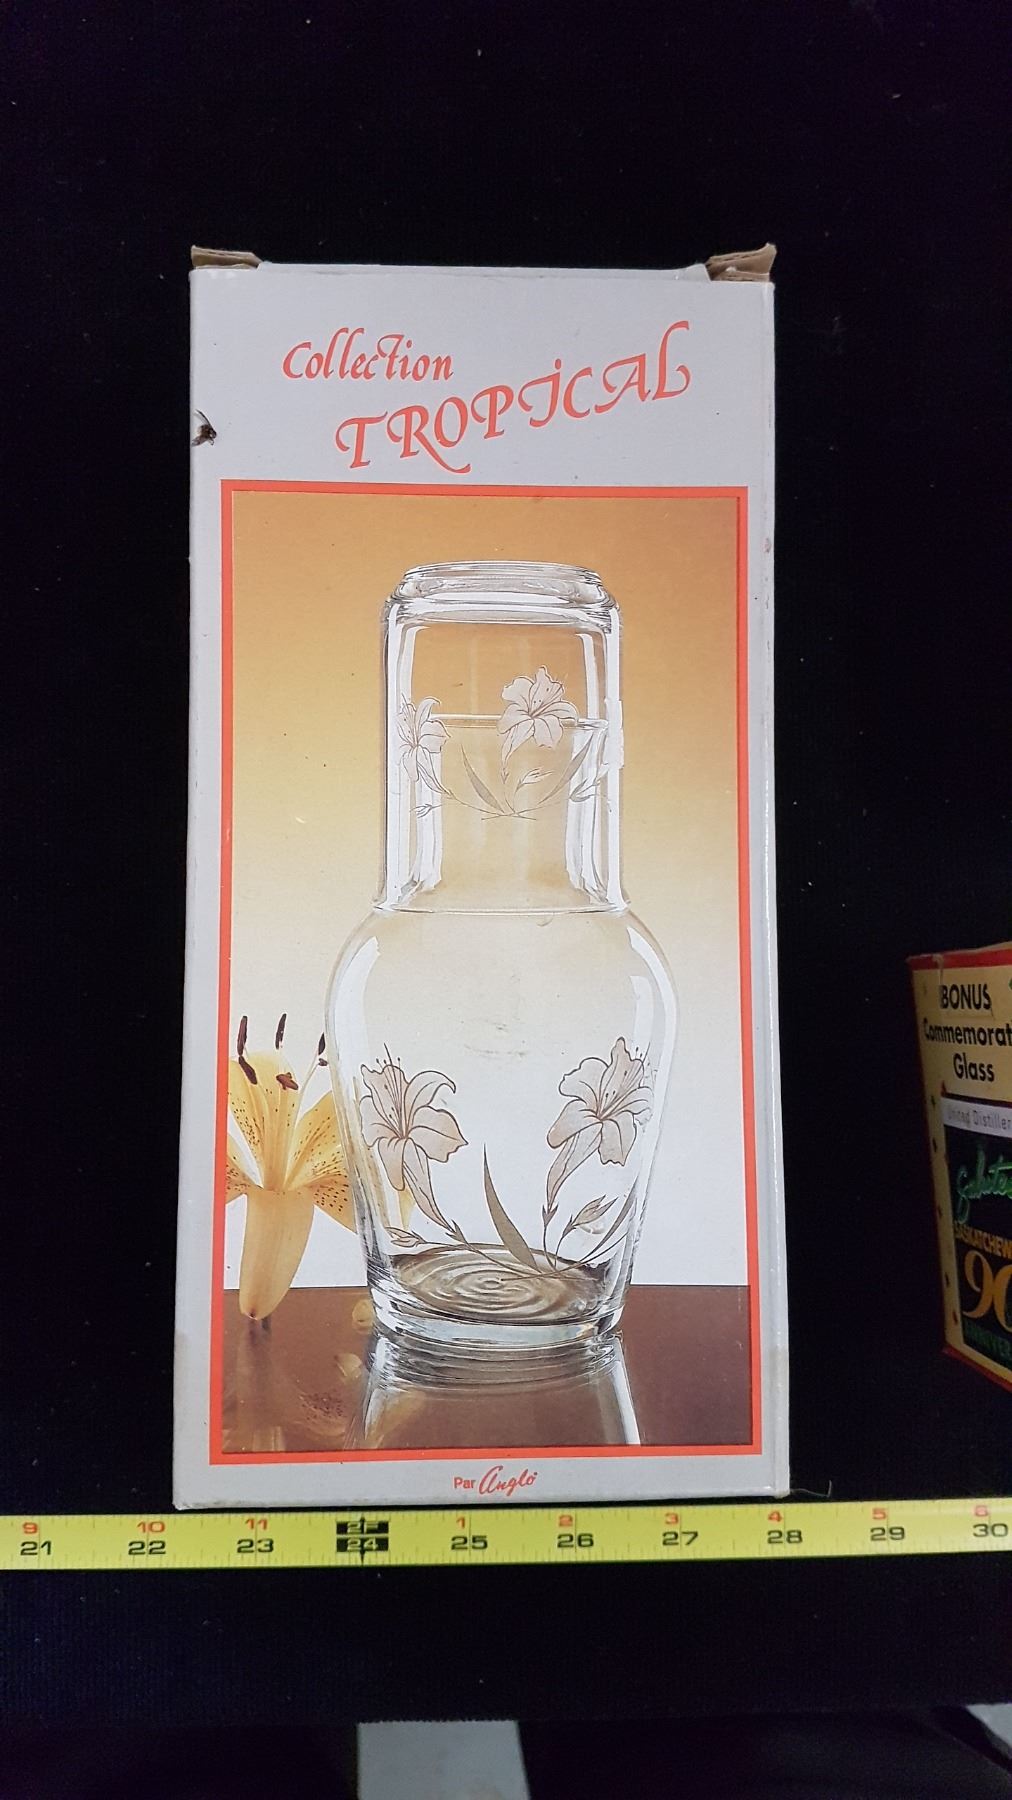 Collection
TROPICAL
Par Anglo
BONUS
Glass
9 10 11 2F 1 2 3 4 5 6
21 22 23 24 25 26 27 28 29 30